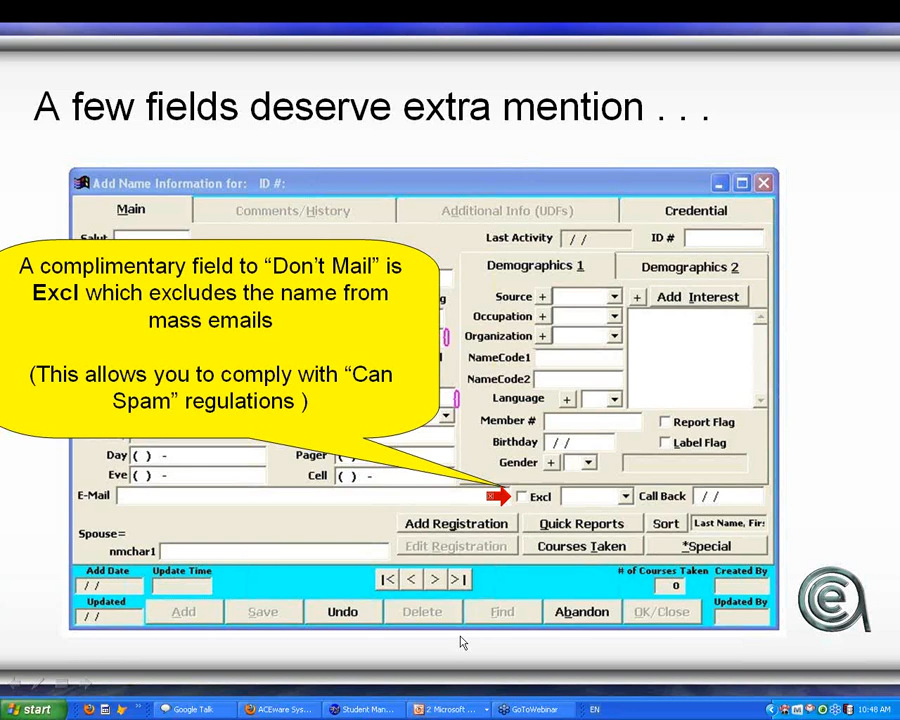 A few fields deserve extra mention . . .
Add Name Information for: ID #:
Main
Comments/History
Additional Info (UDFs)
Credential
Salut
Last Activity / /
ID #
A complimentary field to “Don’t Mail” is
Excl which excludes the name from
mass emails
(This allows you to comply with “Can
Spam” regulations )
Demographics 1
Demographics 2
Source +
+ Add Interest
Occupation +
Organization +
NameCode1
NameCode2
Language +
Member #
Report Flag
Birthday / /
Label Flag
Gender +
Day ( ) -
Pager ( ) -
Eve ( ) -
Cell ( ) -
E-Mail
Excl
Call Back / /
Add Registration
Quick Reports
Sort
Last Name, Fir
Spouse=
nmchar1
Edit Registration
Courses Taken
*Special
Add Date
Update Time
|< < > >|
# of Courses Taken
Created By
/ /
0
Updated
Updated By
/ /
Add
Save
Undo
Delete
Find
Abandon
OK/Close
start
Google Talk
ACEware Sys...
Student Man...
2 Microsoft ...
GoToWebinar
EN
10:48 AM